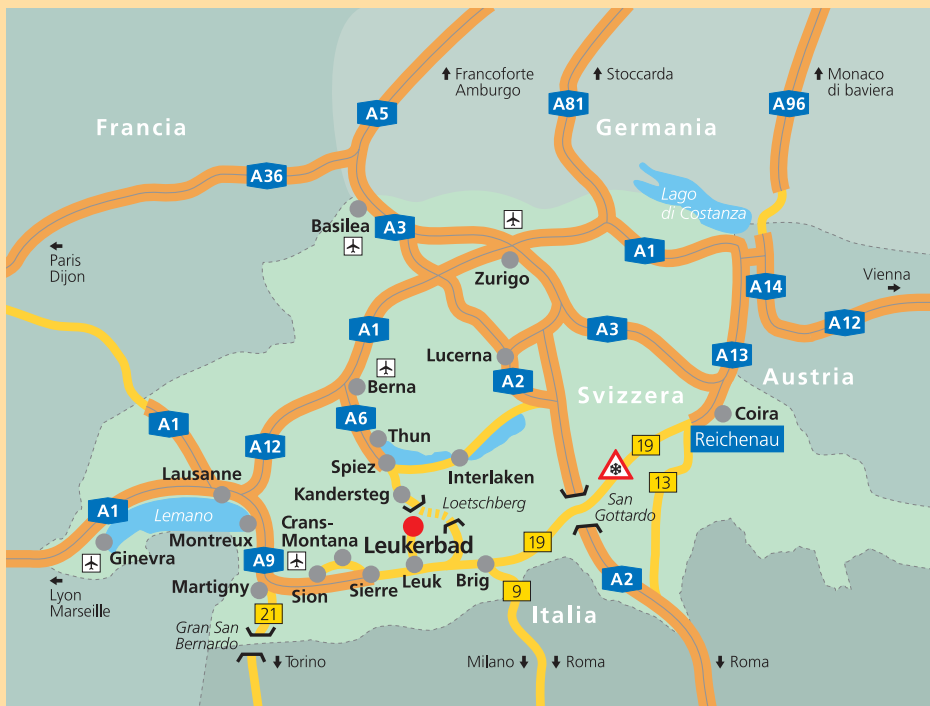 Francoforte
Amburgo
Stoccarda
Monaco
di baviera
A5
A81
A96
Francia
Germania
A36
Lago
di Costanza
Basilea
A3
A1
Paris
Dijon
Zurigo
Vienna
A14
A12
A1
A3
Lucerna
A13
Berna
A2
Svizzera
Austria
A6
Coira
A1
A12
Thun
19
Reichenau
Spiez
Interlaken
Lausanne
13
Kandersteg
Loetschberg
San
Gottardo
A1
Lemano
Crans-
Montana
Montreux
Leukerbad
19
Ginevra
A9
Leuk
Brig
A2
Lyon
Marseille
Martigny
Sion
Sierre
9
21
Italia
Gran San
Bernardo
Torino
Milano
Roma
Roma